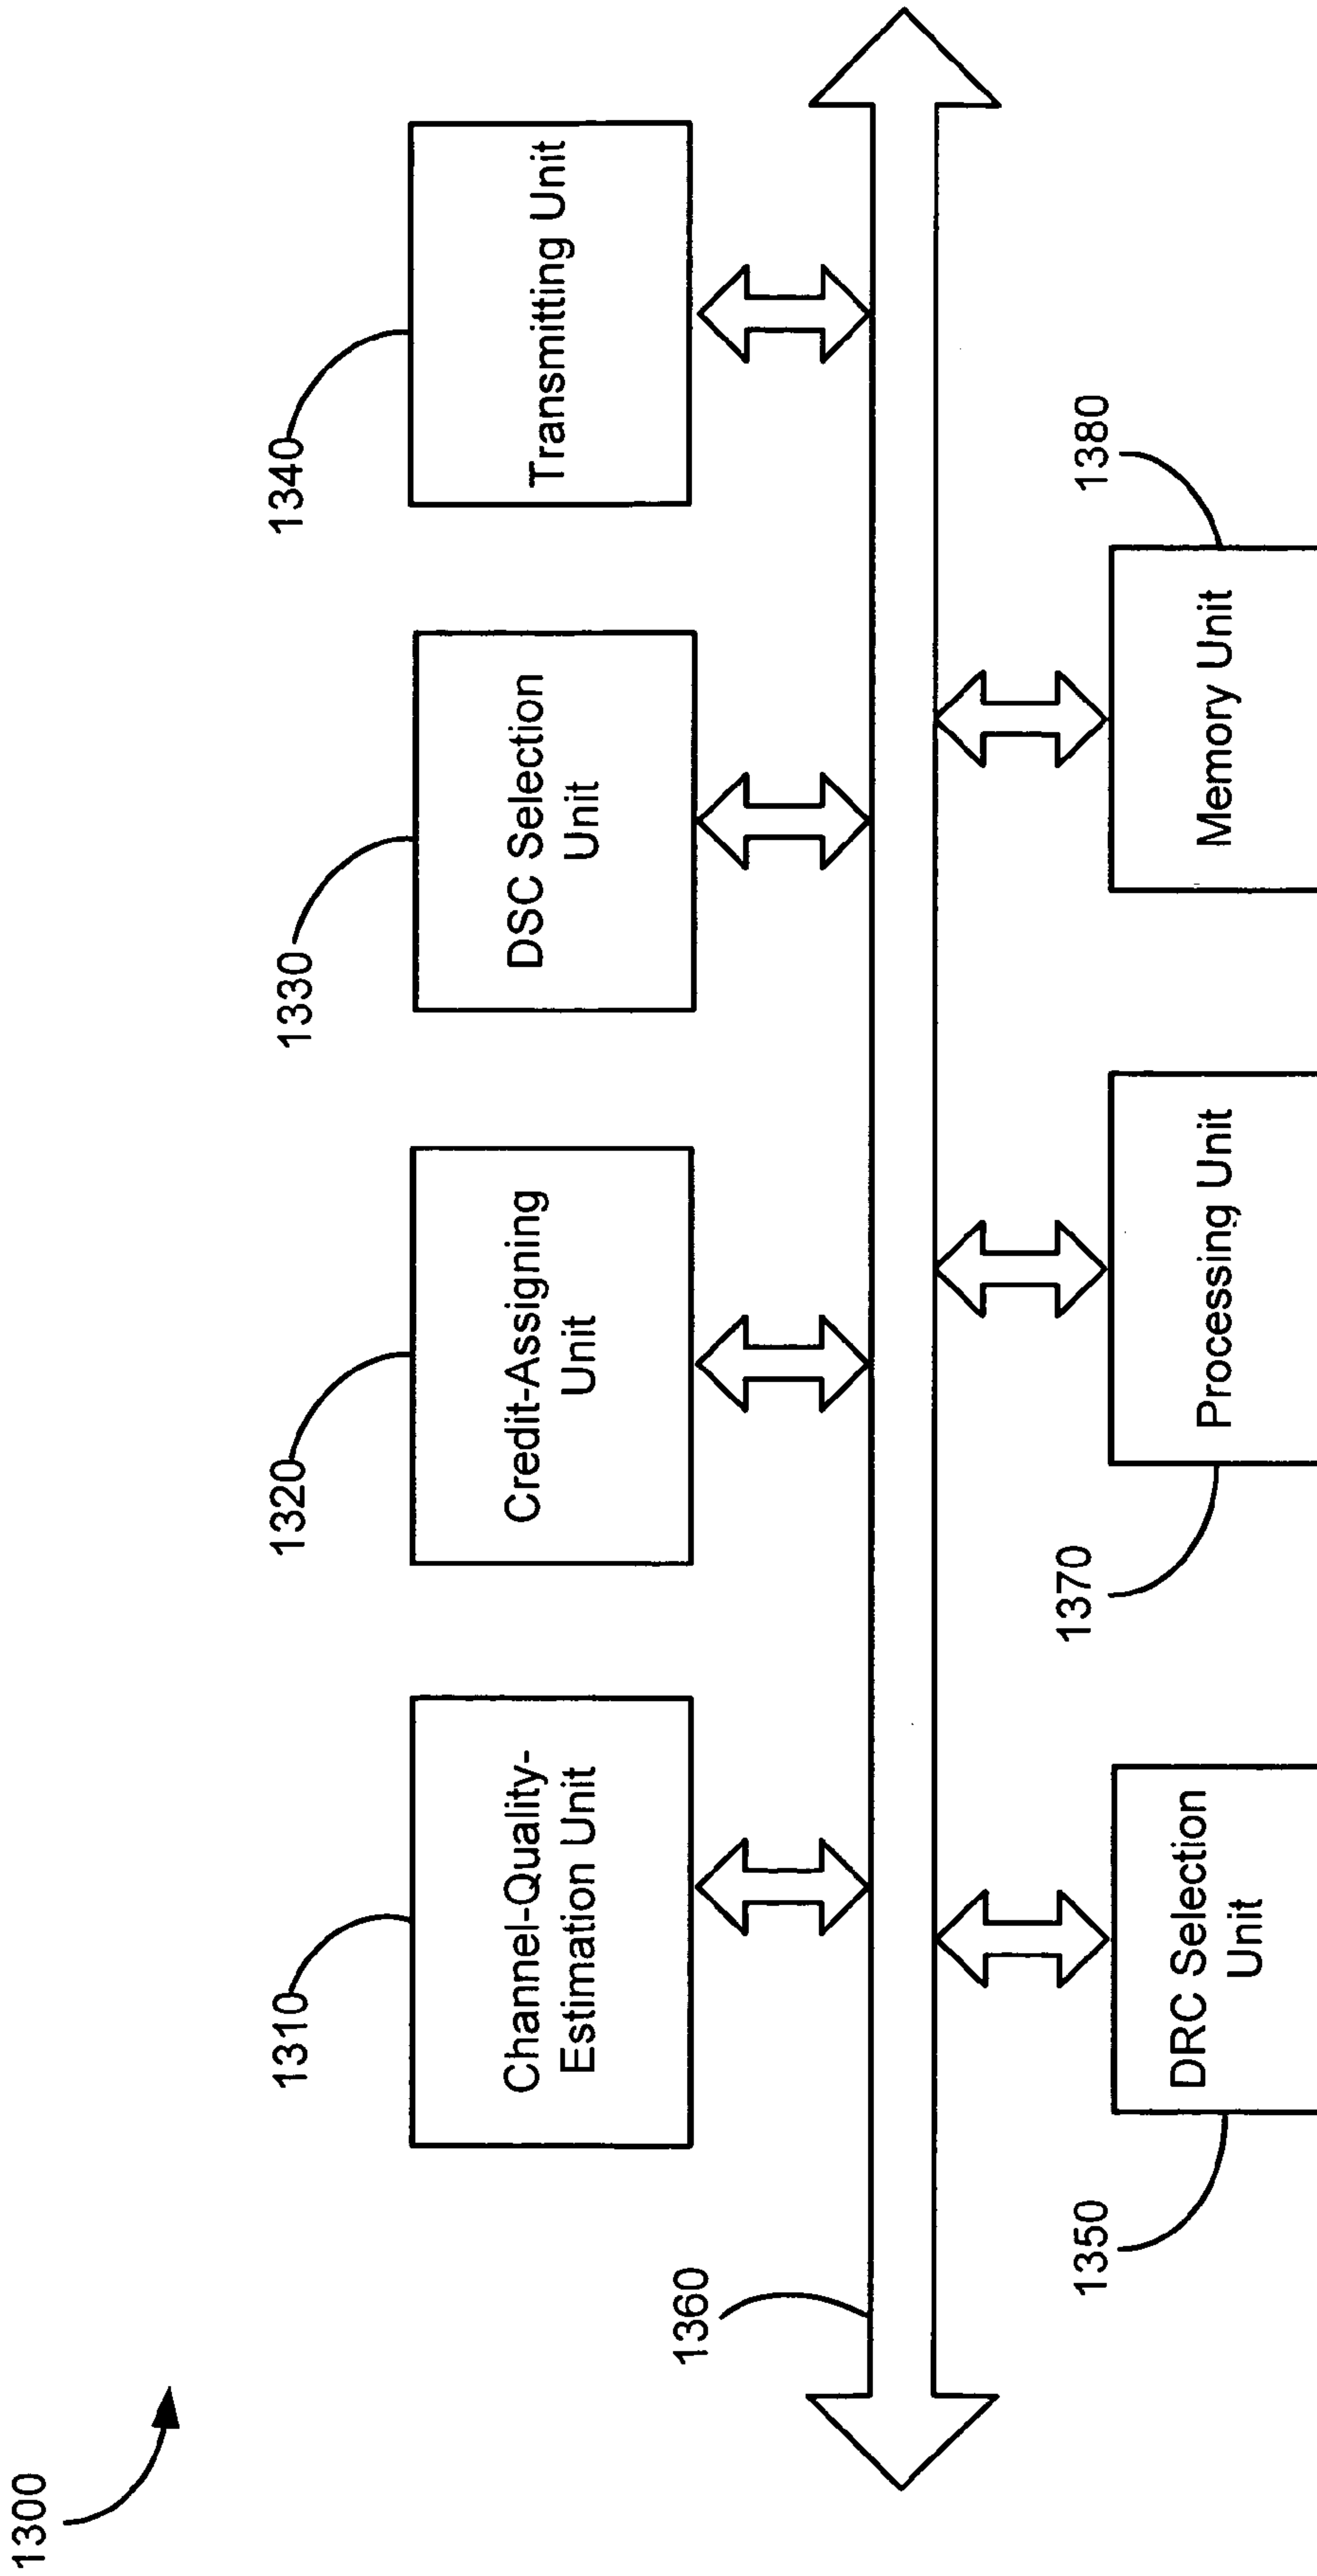 1300
1310
Channel-Quality-
Estimation Unit
1320
Credit-Assigning
Unit
1330
DSC Selection
Unit
1340
Transmitting Unit
1360
1350
DRC Selection
Unit
1370
Processing Unit
1380
Memory Unit